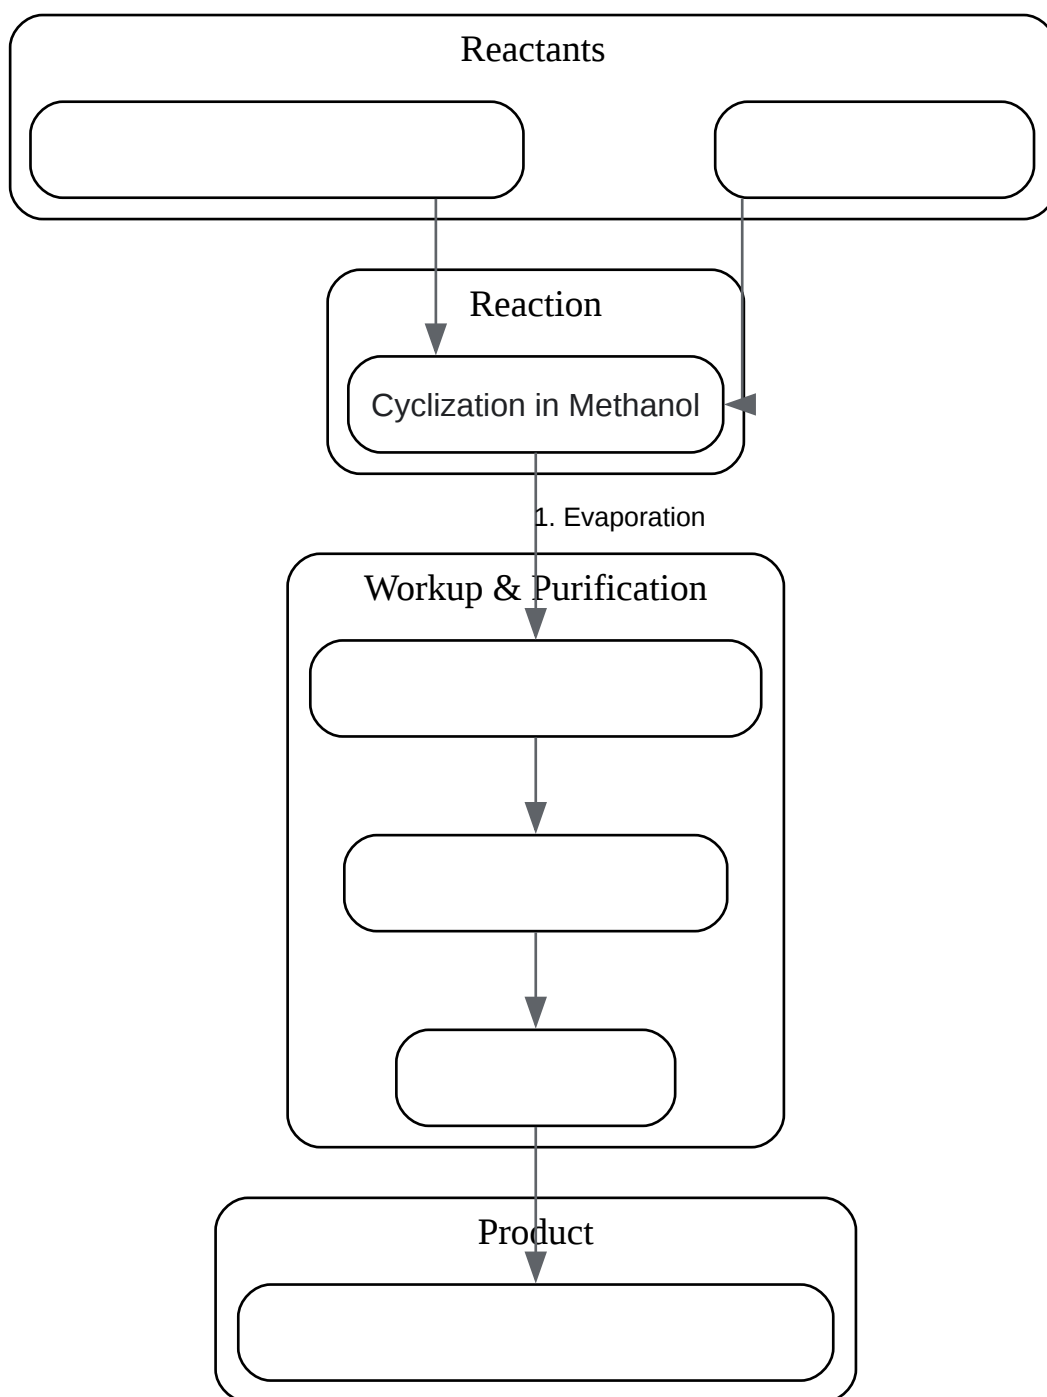 Reactants
Reaction
Cyclization in Methanol
1. Evaporation
Workup & Purification
Product